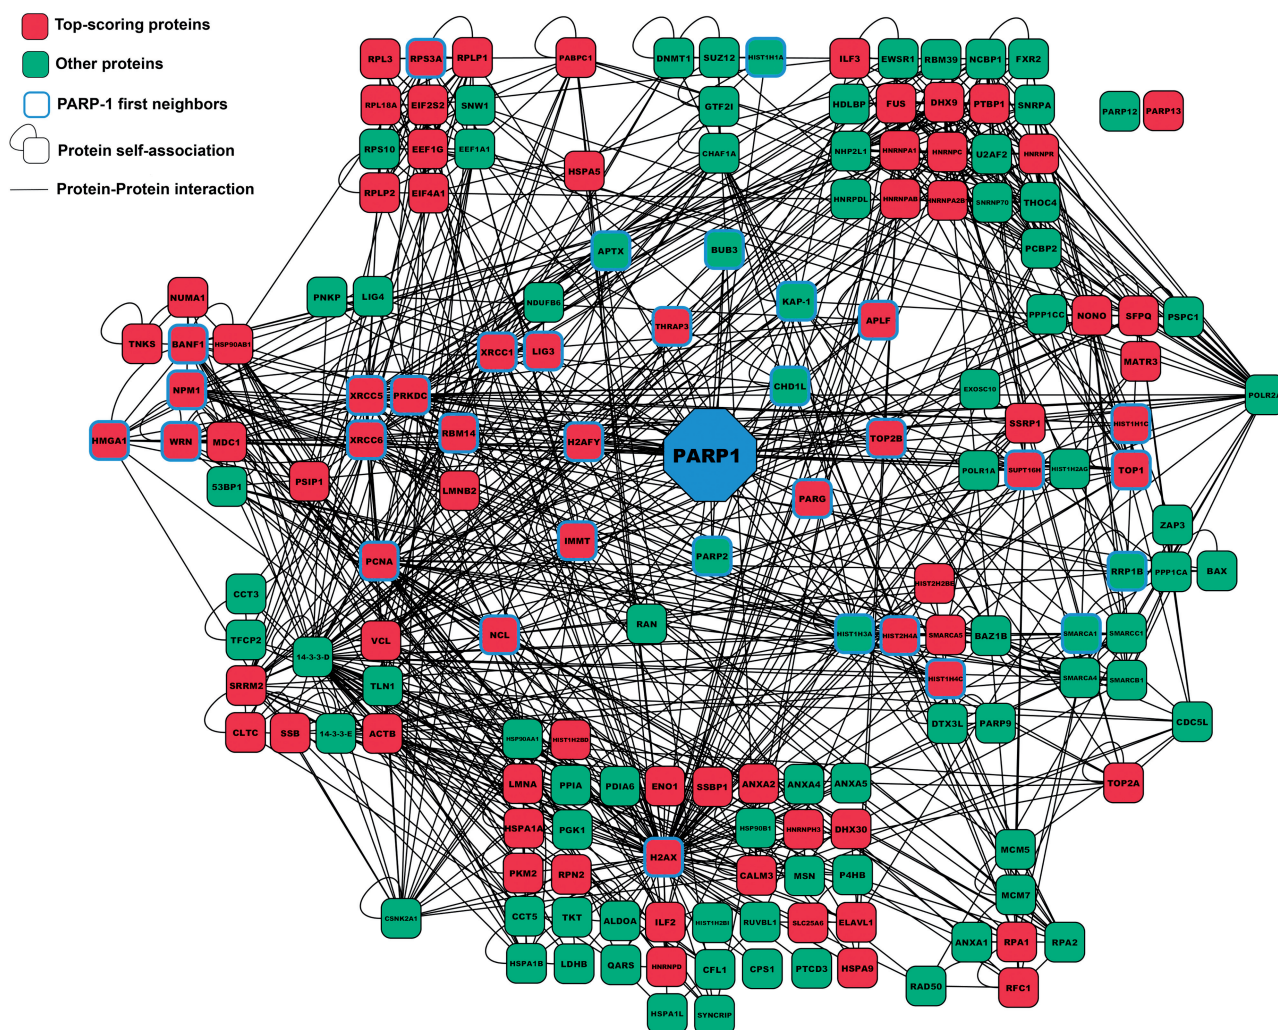 Top-scoring proteins
Other proteins
PARP-1 first neighbors
Protein self-association
Protein-Protein interaction
RPL3 RPS3A RPLP1 PABPC1 DNMT1 SUZ12 HIST1H1A ILF3 EWSR1 RBM39 NCBP1 FXR2
RPL18A EIF2S2 SNW1 GTF2I HDLBP FUS DHX9 PTBP1 SNRPA PARP12 PARP13
RPS10 EEF1G EEF1A1 CHAF1A NHP2L1 HNRNPA1 HNRNPC U2AF2 HNRNPR
HSPA5
RPLP2 EIF4A1 HNRPDL HNRNPAB HNRNPA2B SNRNP70 THOC4
APTX BUB3 PCBP2
NUMA1 PNKP LIG4 NDUFB6 KAP-1
THRAP3 APLF PPP1CC NONO SFPQ PSPC1
TNKS BANF1 HSP90AB1 XRCC1 LIG3 MATR3
NPM1 XRCC5 PRKDC CHD1L EXOSC10 POLR2A
HMGA1 WRN MDC1 XRCC6 RBM14 H2AFY PARP1 TOP2B SSRP1 HIST1H1C
53BP1 PSIP1 LMNB2 PARG POLR1A SUPT16H HIST1H2AG TOP1
PCNA IMMT PARP2 ZAP3
RRP1B PPP1CA BAX
CCT3 HIST2H2BE
TFCP2 VCL NCL RAN HIST1H3A HIST2H4A SMARCA5 BAZ1B SMARCA1 SMARCC1
14-3-3-D
SRRM2 TLN1 HIST1H4C SMARCA4 SMARCB1
CLTC SSB 14-3-3-E ACTB HSP90AA1 HIST1H2BD DTX3L PARP9 CDC5L
LMNA PPIA PDIA6 ENO1 SSBP1 ANXA2 ANXA4 ANXA5 TOP2A
HSPA1A PGK1 HSP90B1 HNRNPH3 DHX30
H2AX MCM5
PKM2 RPN2 CALM3 MSN P4HB MCM7
CSNK2A1 CCT5 TKT ALDOA ILF2 HIST1H2BI RUVBL1 SLC25A6 ELAVL1
ANXA1 RPA1 RPA2
HSPA1B LDHB QARS HNRNPD CFL1 CPS1 PTCD3 HSPA9
RAD50 RFC1
HSPA1L SYNCRIP